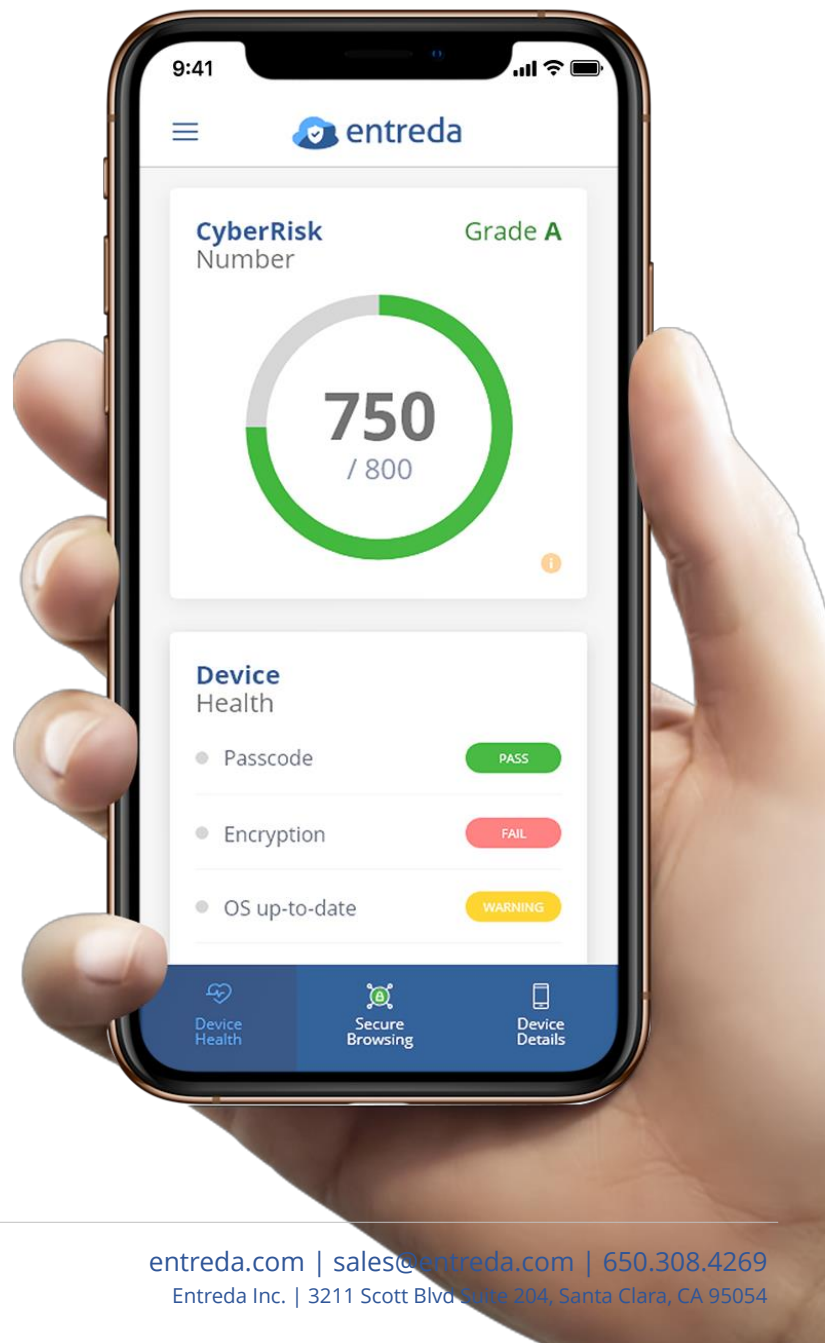 9:41
entreda
CyberRisk
Number
Grade A
750
/ 800
i
Device
Health
Passcode
PASS
Encryption
FAIL
OS up-to-date
WARNING
Device
Health
Secure
Browsing
Device
Details
entreda.com | sales@entreda.com | 650.308.4269
Entreda Inc. | 3211 Scott Blvd Suite 204, Santa Clara, CA 95054